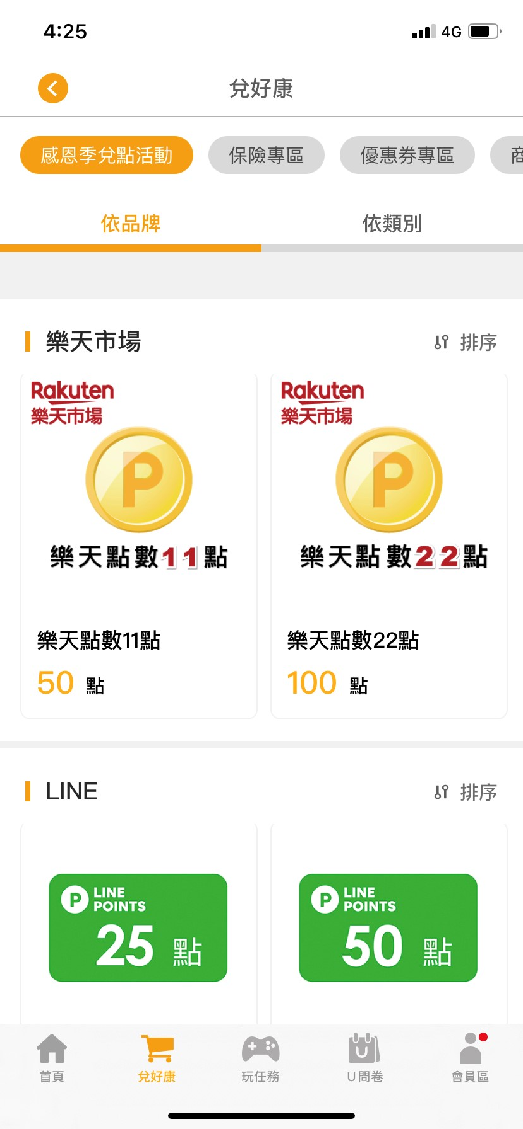 4:25
4G
兌好康
感恩季兌點活動
保險專區
優惠券專區
依品牌
依類別
樂天市場
排序
Rakuten
樂天市場
P
樂天點數11點
樂天點數11點
50 點
Rakuten
樂天市場
P
樂天點數22點
樂天點數22點
100 點
LINE
排序
P LINE
POINTS
25 點
P LINE
POINTS
50 點
首頁
兌好康
玩任務
U問卷
會員區